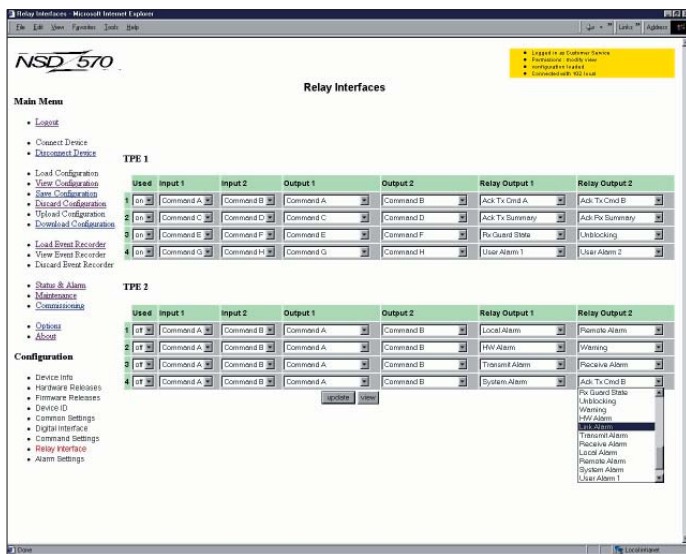 Relay Interfaces - Microsoft Internet Explorer
File Edit View Favorites Tools Help
Links Address
NSD 570
Logged in as Customer Service
Permissions : modify view
configuration loaded
Connected with 102 local
Relay Interfaces
Main Menu
Logout
Connect Device
Disconnect Device
Load Configuration
View Configuration
Save Configuration
Discard Configuration
Upload Configuration
Download Configuration
Load Event Recorder
View Event Recorder
Discard Event Recorder
Status & Alarm
Maintenance
Commissioning
Options
About
Configuration
Device Info
Hardware Releases
Firmware Releases
Device ID
Common Settings
Digital Interface
Command Settings
Relay Interface
Alarm Settings
TPE 1
Used Input 1 Input 2 Output 1 Output 2 Relay Output 1 Relay Output 2
1 on Command A Command B Command A Command B Ack Tx Cmd A Ack Tx Cmd B
2 on Command C Command D Command C Command D Ack Tx Summary Ack Rx Summary
3 on Command E Command F Command E Command F Rx Guard State Unblocking
4 on Command G Command H Command G Command H User Alarm 1 User Alarm 2
TPE 2
Used Input 1 Input 2 Output 1 Output 2 Relay Output 1 Relay Output 2
1 off Command A Command B Command A Command B Local Alarm Remote Alarm
2 off Command A Command B Command A Command B HW Alarm Warning
3 off Command A Command B Command A Command B Transmit Alarm Receive Alarm
4 off Command A Command B Command A Command B System Alarm Ack Tx Cmd B
update view
Rx Guard State
Unblocking
Warning
HW Alarm
Link Alarm
Transmit Alarm
Receive Alarm
Local Alarm
Remote Alarm
System Alarm
User Alarm 1
Done
Local intranet